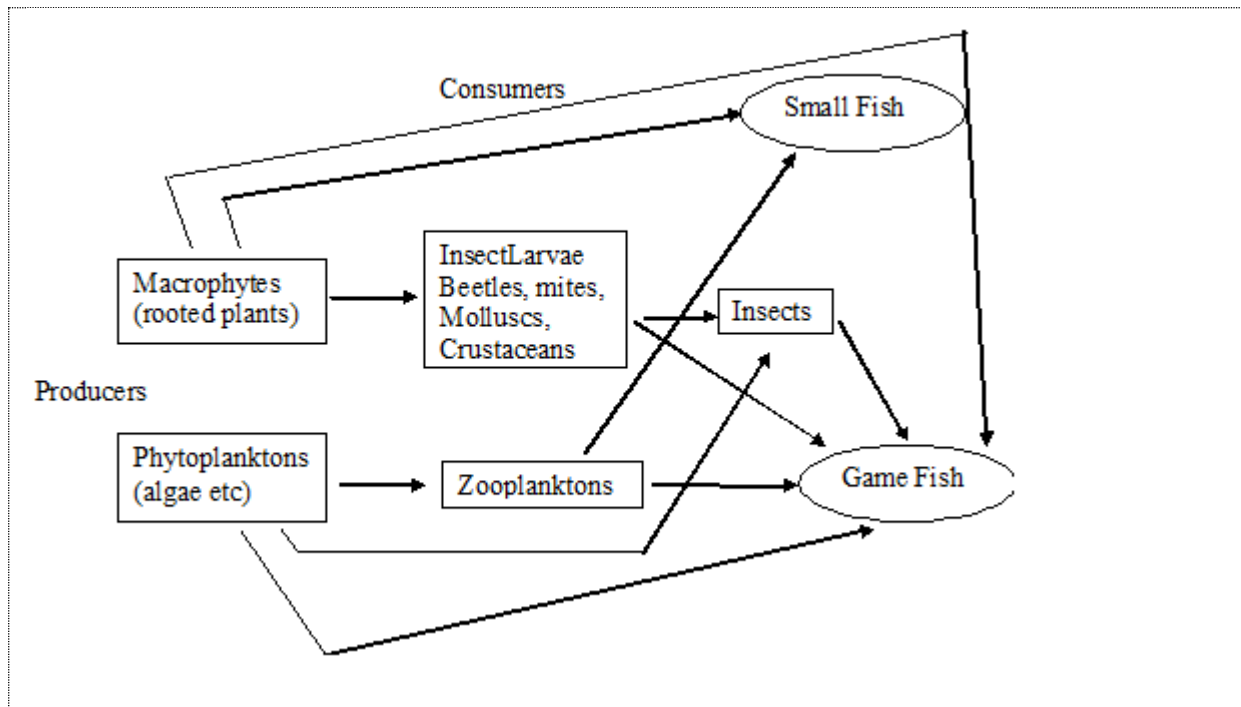 Consumers
Small Fish
Macrophytes
(rooted plants)
InsectLarvae
Beetles, mites,
Molluscs,
Crustaceans
Insects
Producers
Phytoplanktons
(algae etc)
Zooplanktons
Game Fish